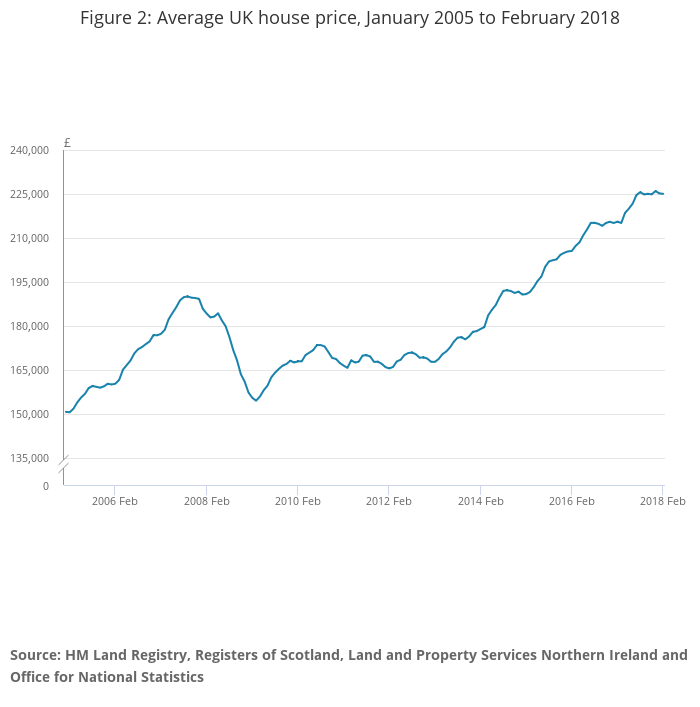 Figure 2: Average UK house price, January 2005 to February 2018
£
240,000
225,000
210,000
195,000
180,000
165,000
150,000
135,000
0
2006 Feb
2008 Feb
2010 Feb
2012 Feb
2014 Feb
2016 Feb
2018 Feb
Source: HM Land Registry, Registers of Scotland, Land and Property Services Northern Ireland and
Office for National Statistics